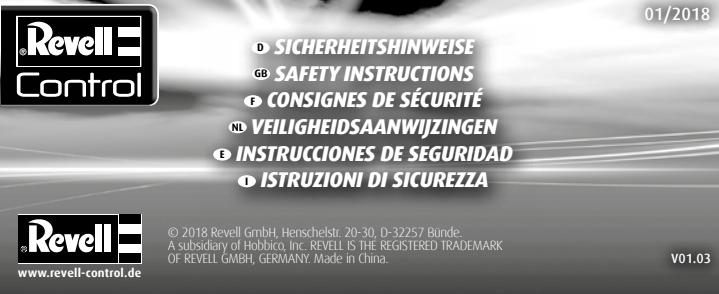 Revell
Control
01/2018
D SICHERHEITSHINWEISE
GB SAFETY INSTRUCTIONS
F CONSIGNES DE SÉCURITÉ
NL VEILIGHEIDSAANWIJZINGEN
E INSTRUCCIONES DE SEGURIDAD
I ISTRUZIONI DI SICUREZZA
® Revell
www.revell-control.de
© 2018 Revell GmbH, Henschelstr. 20-30, D-32257 Bünde.
A subsidiary of Hobbico, Inc. REVELL IS THE REGISTERED TRADEMARK
OF REVELL GMBH, GERMANY. Made in China.
V01.03